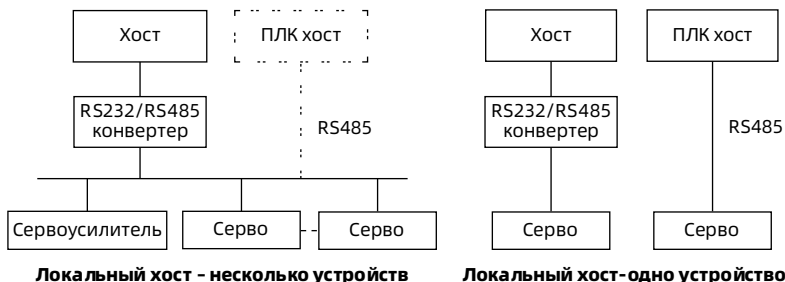 Хост
ПЛК хост
RS232/RS485
конвертер
RS485
Сервоусилитель
Серво
Серво
Локальный хост – несколько устройств
Хост
ПЛК хост
RS232/RS485
конвертер
RS485
Серво
Серво
Локальный хост-одно устройство